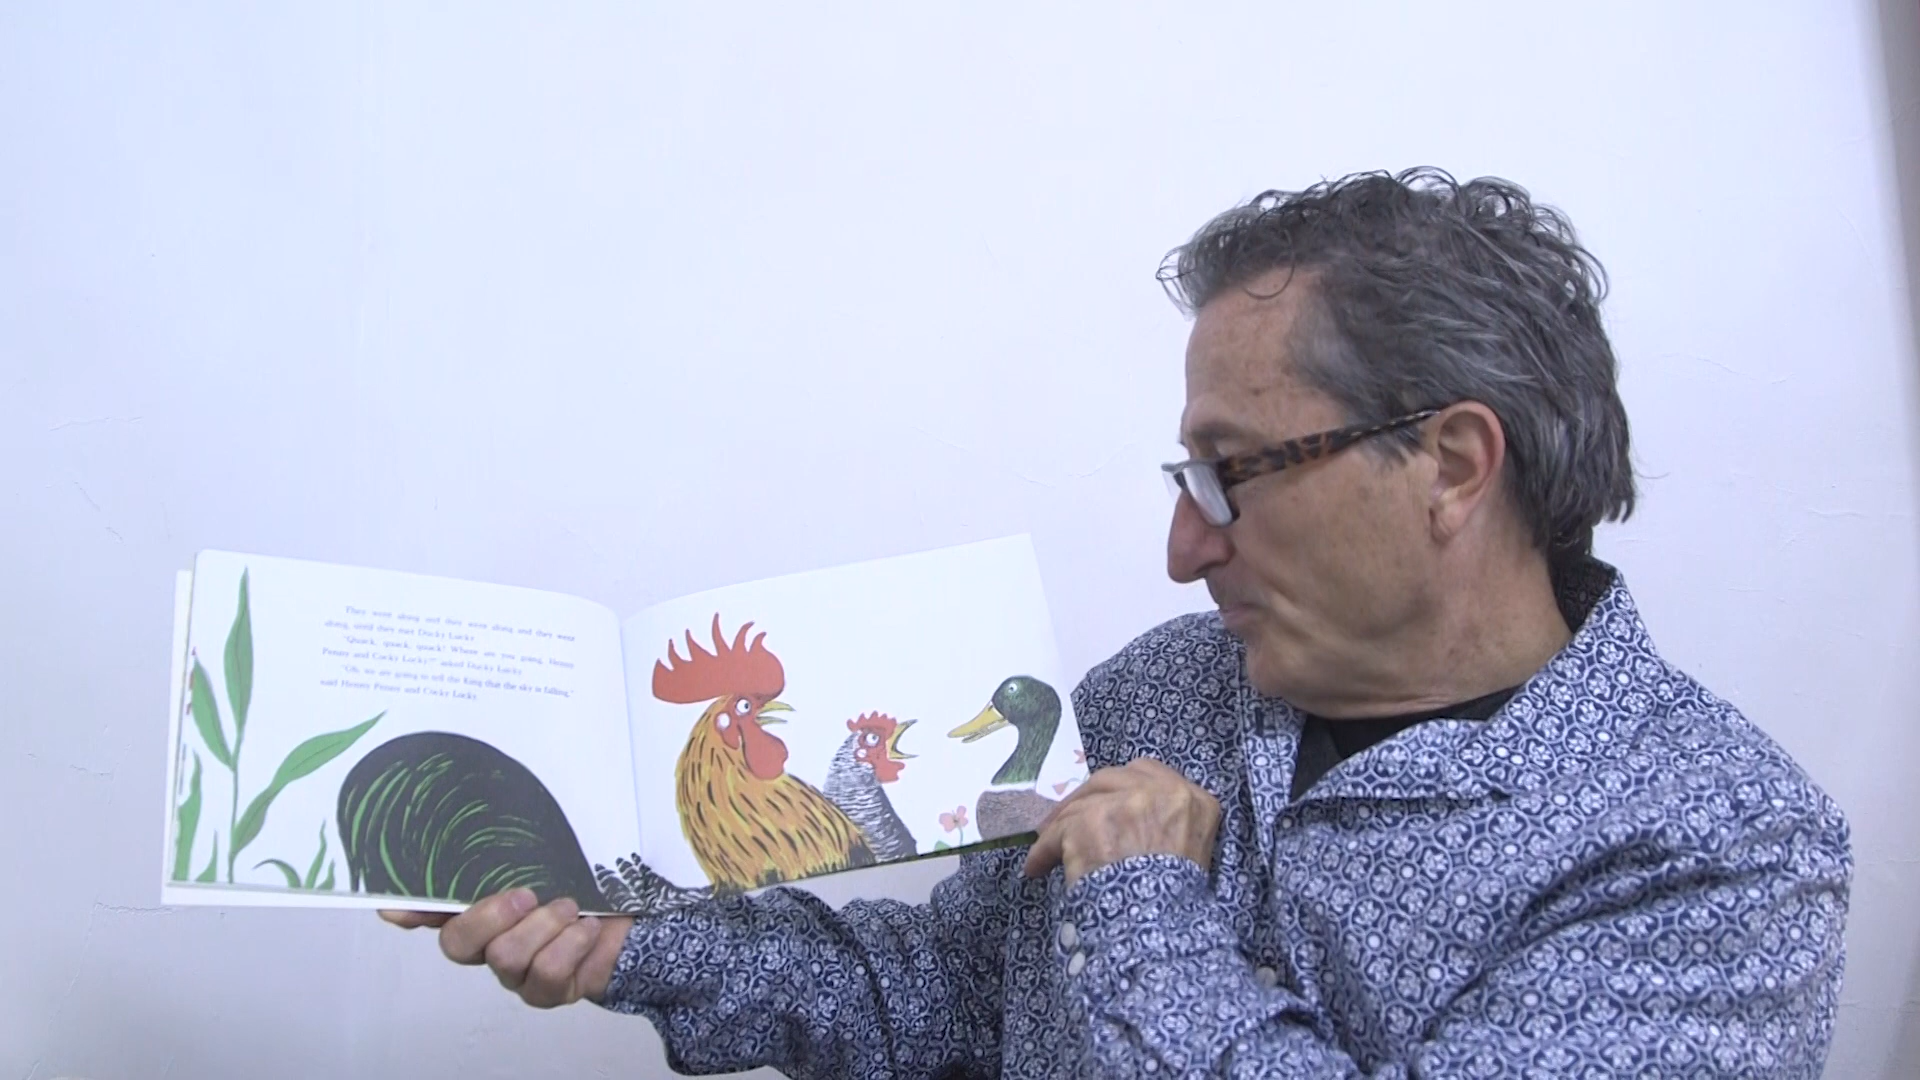 They went along and they went along and they went
along, until they met Ducky Lucky.
"Quack, quack, quack! Where are you going, Henny
Penny and Cocky Locky?" asked Ducky Lucky.
"Oh, we are going to tell the King that the sky is falling,"
said Henny Penny and Cocky Locky.